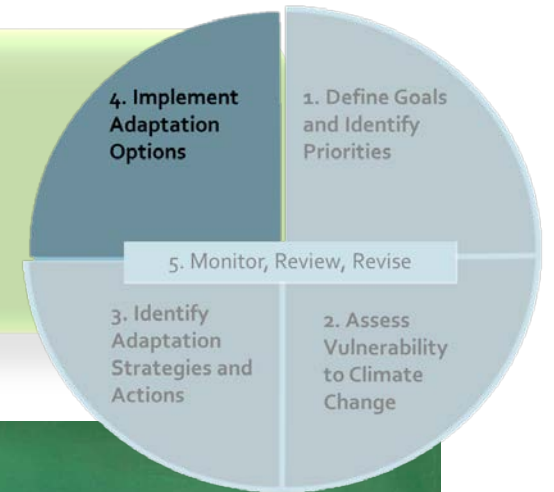 4. Implement
Adaptation
Options
1. Define Goals
and Identify
Priorities
5. Monitor, Review, Revise
3. Identify
Adaptation
Strategies and
Actions
2. Assess
Vulnerability
to Climate
Change